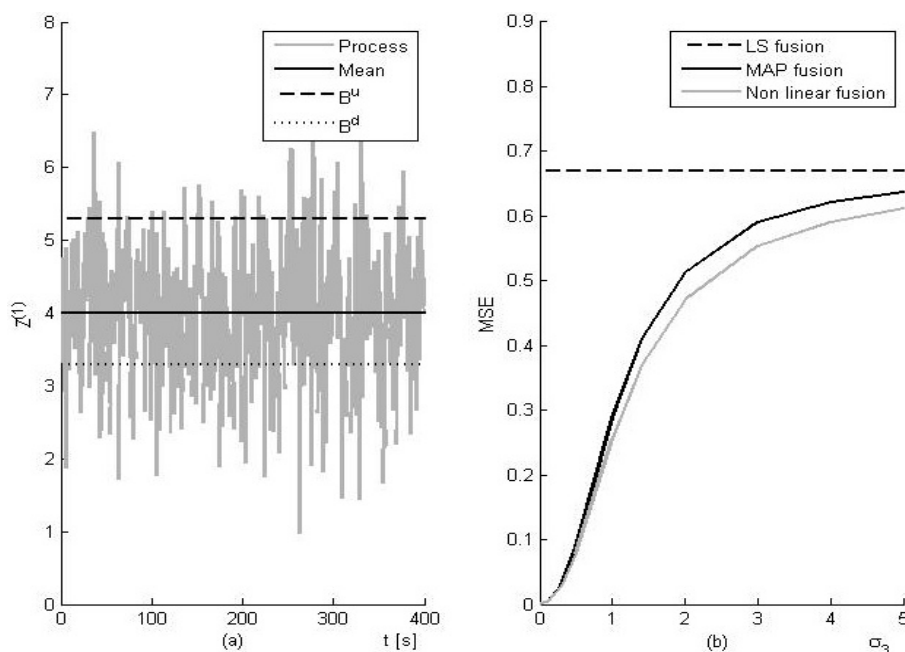 8
7
6
5
4
3
2
1
0
Z(1)
Process
Mean
Bu
Bd
0 100 200 300 400
(a) t [s]
0.9
0.8
0.7
0.6
0.5
0.4
0.3
0.2
0.1
0
MSE
LS fusion
MAP fusion
Non linear fusion
0 1 2 3 4 5
(b) σ3